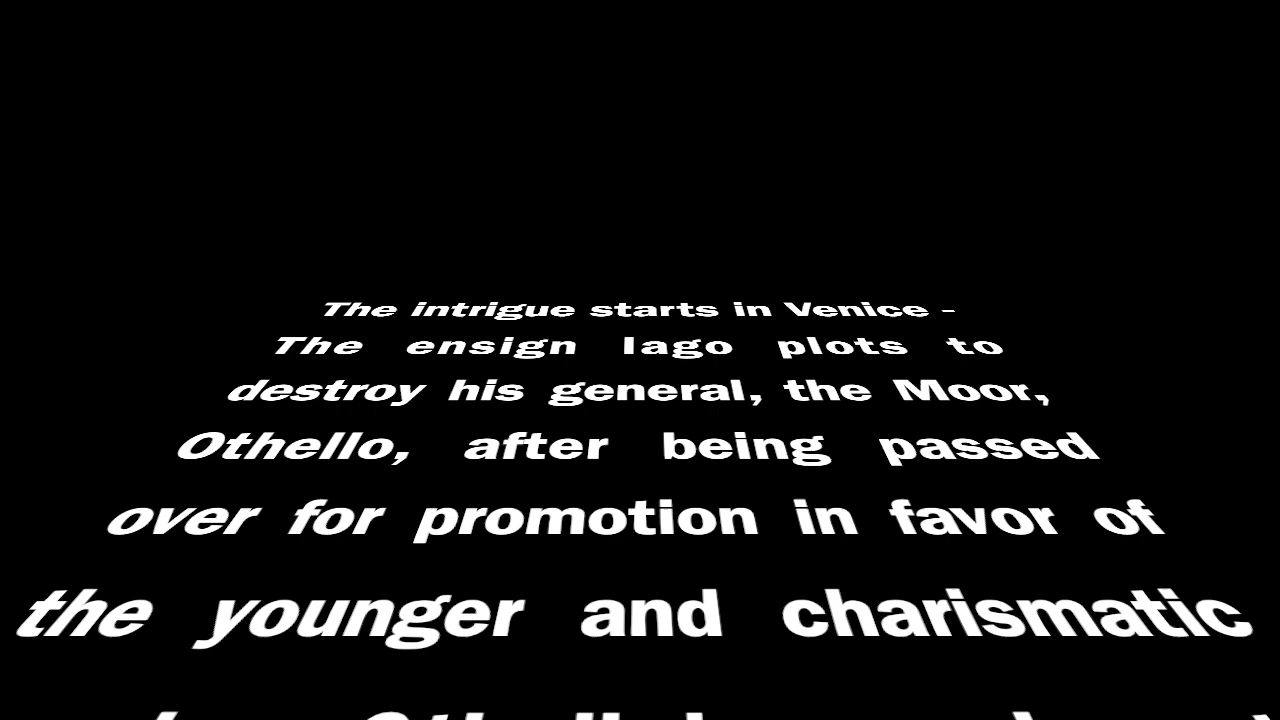 The intrigue starts in Venice -
The ensign Iago plots to
destroy his general, the Moor,
Othello, after being passed
over for promotion in favor of
the younger and charismatic